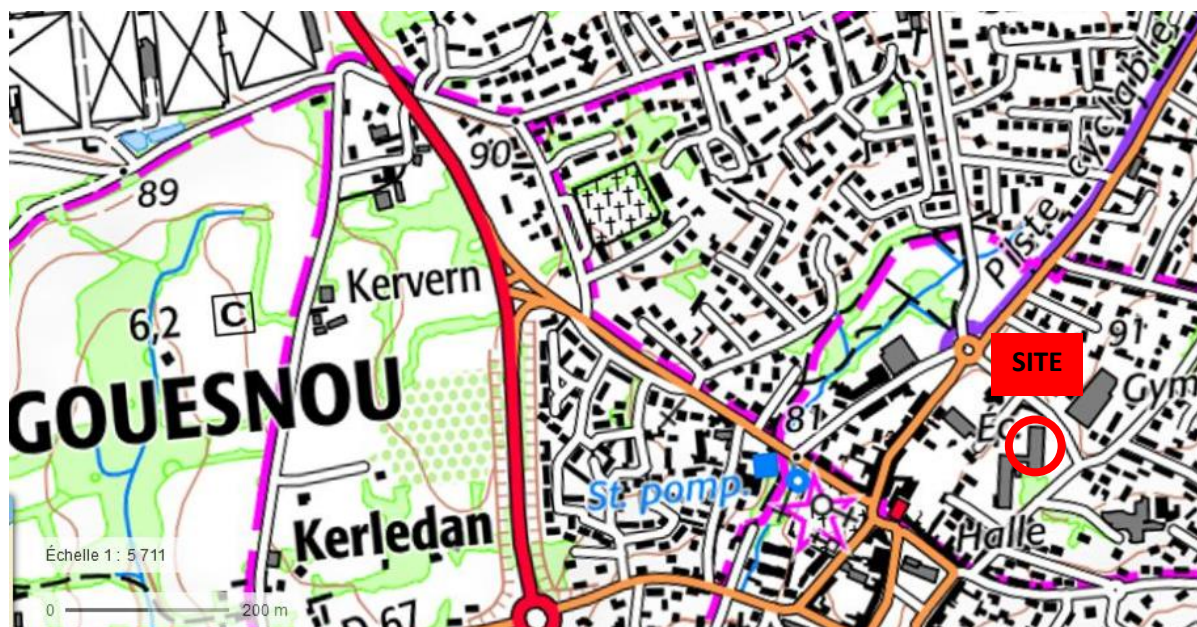 89
90
Kervern
6,2
C
GOUESNOU
Kerledan
D 67
Échelle 1 : 5 711
0
200 m
Piste cyclable
SITE
91
Gym
Éc
81
St. pomp.
Halle